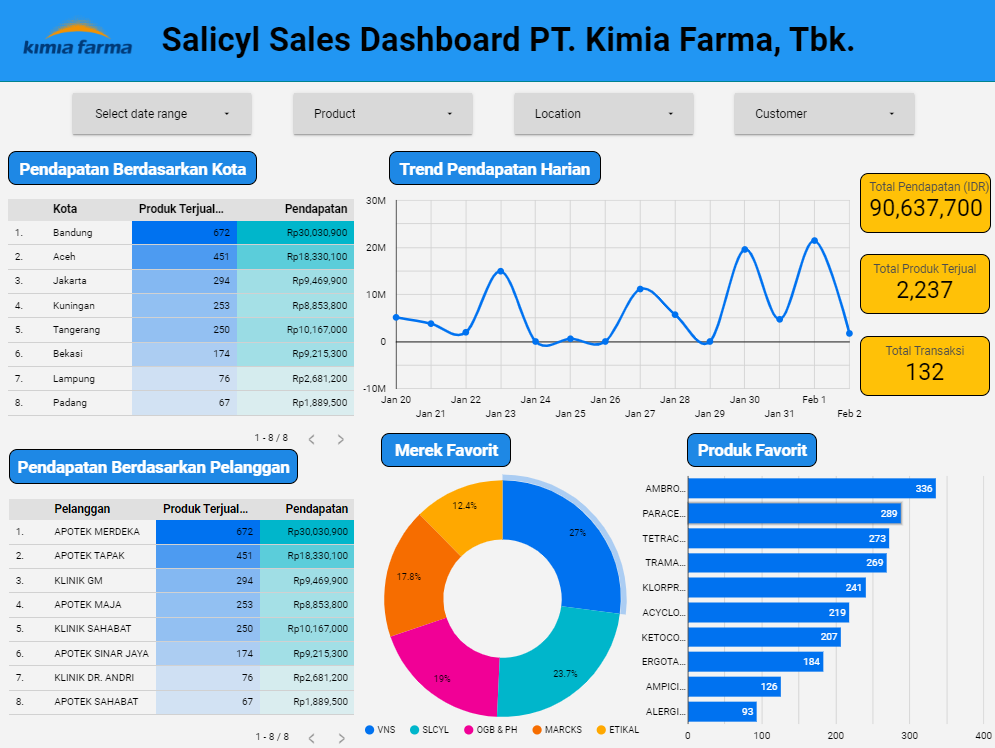 kimia farma
Salicyl Sales Dashboard PT. Kimia Farma, Tbk.
Select date range
Product
Location
Customer
Pendapatan Berdasarkan Kota
Kota Produk Terjual... Pendapatan
1. Bandung 672 Rp30,030,900
2. Aceh 451 Rp18,330,100
3. Jakarta 294 Rp9,469,900
4. Kuningan 253 Rp8,853,800
5. Tangerang 250 Rp10,167,000
6. Bekasi 174 Rp9,215,300
7. Lampung 76 Rp2,681,200
8. Padang 67 Rp1,889,500
1 - 8 / 8
Trend Pendapatan Harian
30M
20M
10M
0
-10M
Jan 20 Jan 22 Jan 24 Jan 26 Jan 28 Jan 30 Feb 1
Jan 21 Jan 23 Jan 25 Jan 27 Jan 29 Jan 31 Feb 2
Total Pendapatan (IDR)
90,637,700
Total Produk Terjual
2,237
Total Transaksi
132
Pendapatan Berdasarkan Pelanggan
Pelanggan Produk Terjual... Pendapatan
1. APOTEK MERDEKA 672 Rp30,030,900
2. APOTEK TAPAK 451 Rp18,330,100
3. KLINIK GM 294 Rp9,469,900
4. APOTEK MAJA 253 Rp8,853,800
5. KLINIK SAHABAT 250 Rp10,167,000
6. APOTEK SINAR JAYA 174 Rp9,215,300
7. KLINIK DR. ANDRI 76 Rp2,681,200
8. APOTEK SAHABAT 67 Rp1,889,500
1 - 8 / 8
Merek Favorit
12.4%
27%
17.8%
23.7%
19%
VNS SLCYL OGB & PH MARCKS ETIKAL
Produk Favorit
AMBRO... 336
PARACE... 289
TETRAC... 273
TRAMA... 269
KLORPR... 241
ACYCLO... 219
KETOCO... 207
ERGOTA... 184
AMPICI... 126
ALERGI... 93
0 100 200 300 400